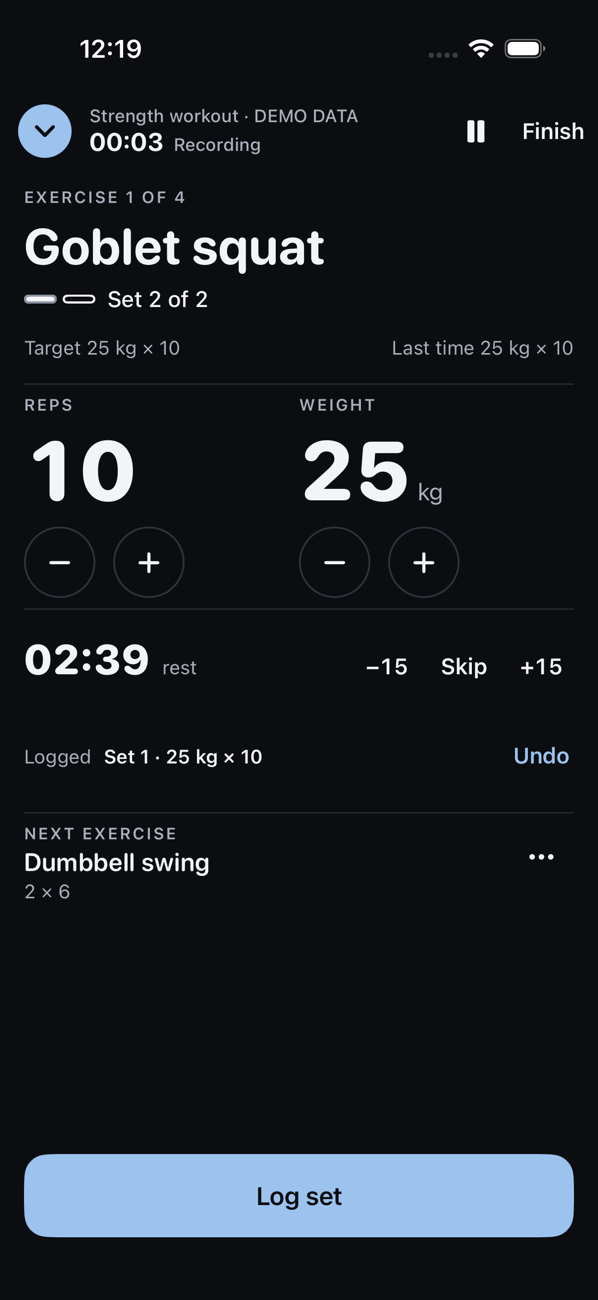 12:19
Strength workout · DEMO DATA
00:03 Recording
Finish
EXERCISE 1 OF 4
Goblet squat
Set 2 of 2
Target 25 kg × 10
Last time 25 kg × 10
REPS
WEIGHT
10
25 kg
− +
− +
02:39 rest
−15 Skip +15
Logged Set 1 · 25 kg × 10
Undo
NEXT EXERCISE
Dumbbell swing
2 × 6
Log set